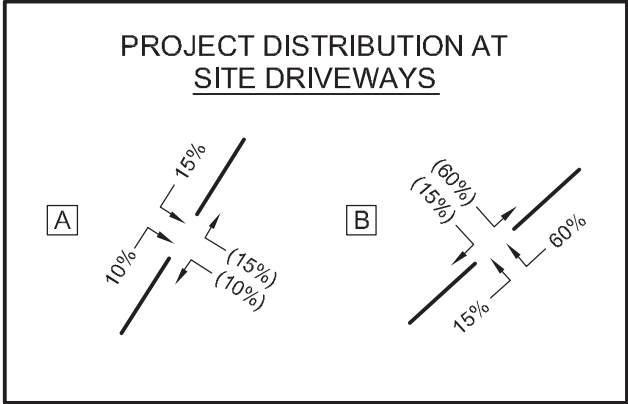 PROJECT DISTRIBUTION AT
SITE DRIVEWAYS
A
15%
10%
(15%)
(10%)
B
(60%)
(15%)
60%
15%